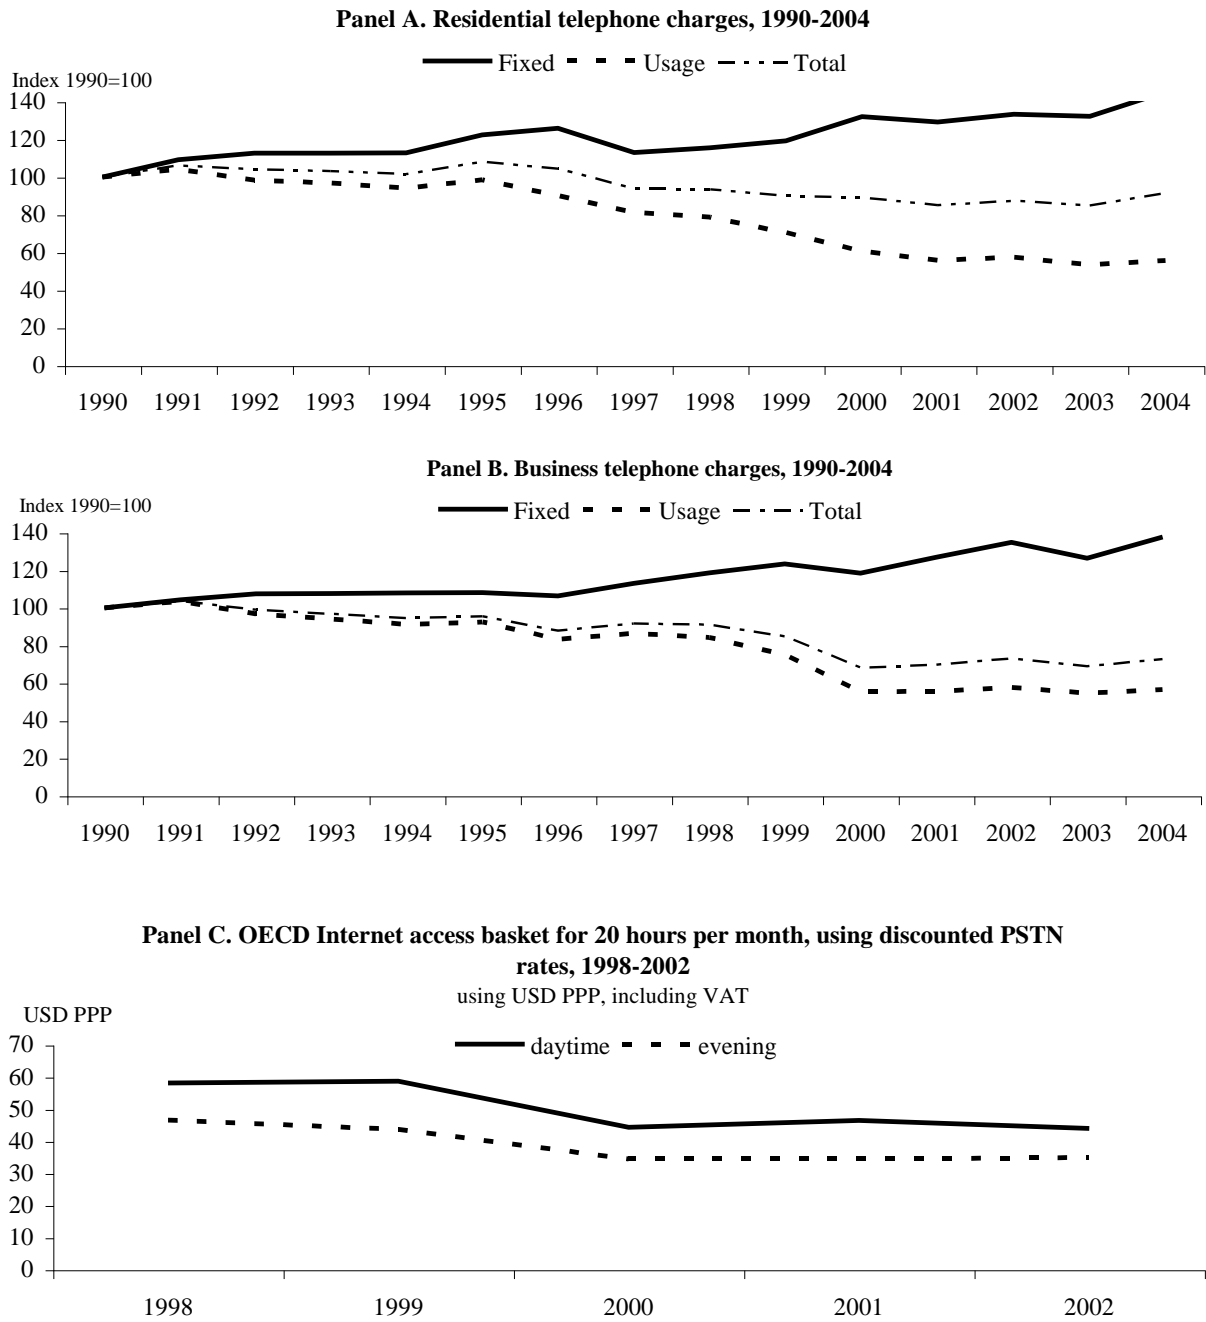 Panel A. Residential telephone charges, 1990-2004
Fixed Usage Total
Index 1990=100
140
120
100
80
60
40
20
0
1990 1991 1992 1993 1994 1995 1996 1997 1998 1999 2000 2001 2002 2003 2004
Panel B. Business telephone charges, 1990-2004
Index 1990=100
Fixed Usage Total
140
120
100
80
60
40
20
0
1990 1991 1992 1993 1994 1995 1996 1997 1998 1999 2000 2001 2002 2003 2004
Panel C. OECD Internet access basket for 20 hours per month, using discounted PSTN
rates, 1998-2002
using USD PPP, including VAT
USD PPP
daytime evening
70
60
50
40
30
20
10
0
1998 1999 2000 2001 2002